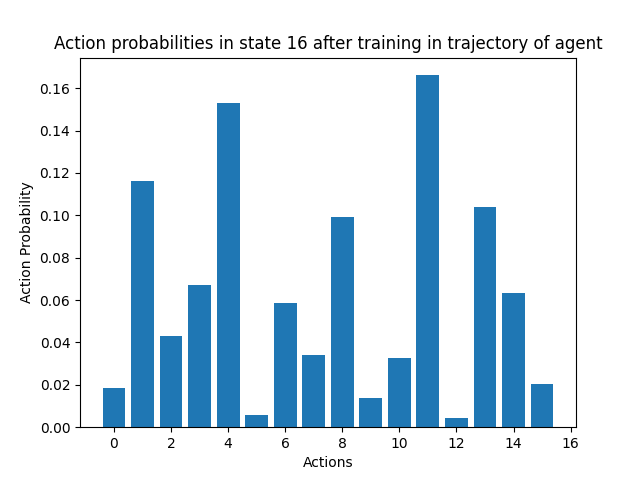 Action probabilities in state 16 after training in trajectory of agent
0.16
0.14
0.12
0.10
0.08
0.06
0.04
0.02
0.00
Action Probability
0 2 4 6 8 10 12 14 16
Actions